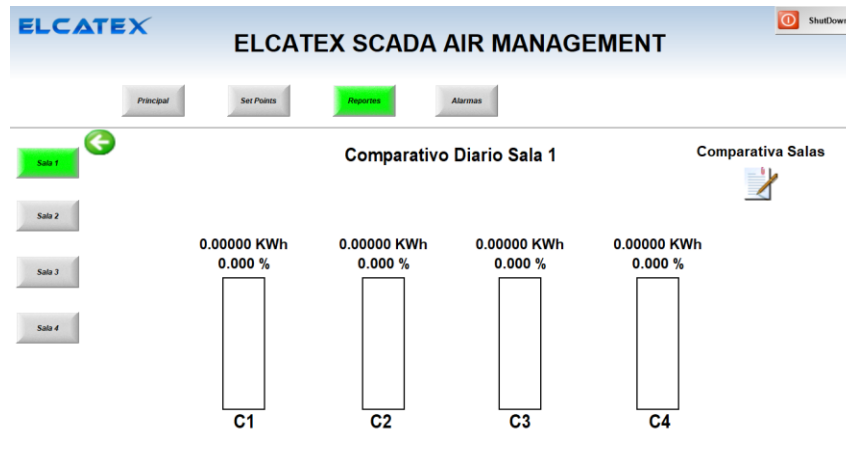 ELCATEX
ShutDown
ELCATEX SCADA AIR MANAGEMENT
Principal
Set Points
Reportes
Alarmas
Sala 1
Comparativo Diario Sala 1
Comparativa Salas
Sala 2
0.00000 KWh
0.00000 KWh
0.00000 KWh
0.00000 KWh
0.000 %
0.000 %
0.000 %
0.000 %
Sala 3
Sala 4
C1
C2
C3
C4